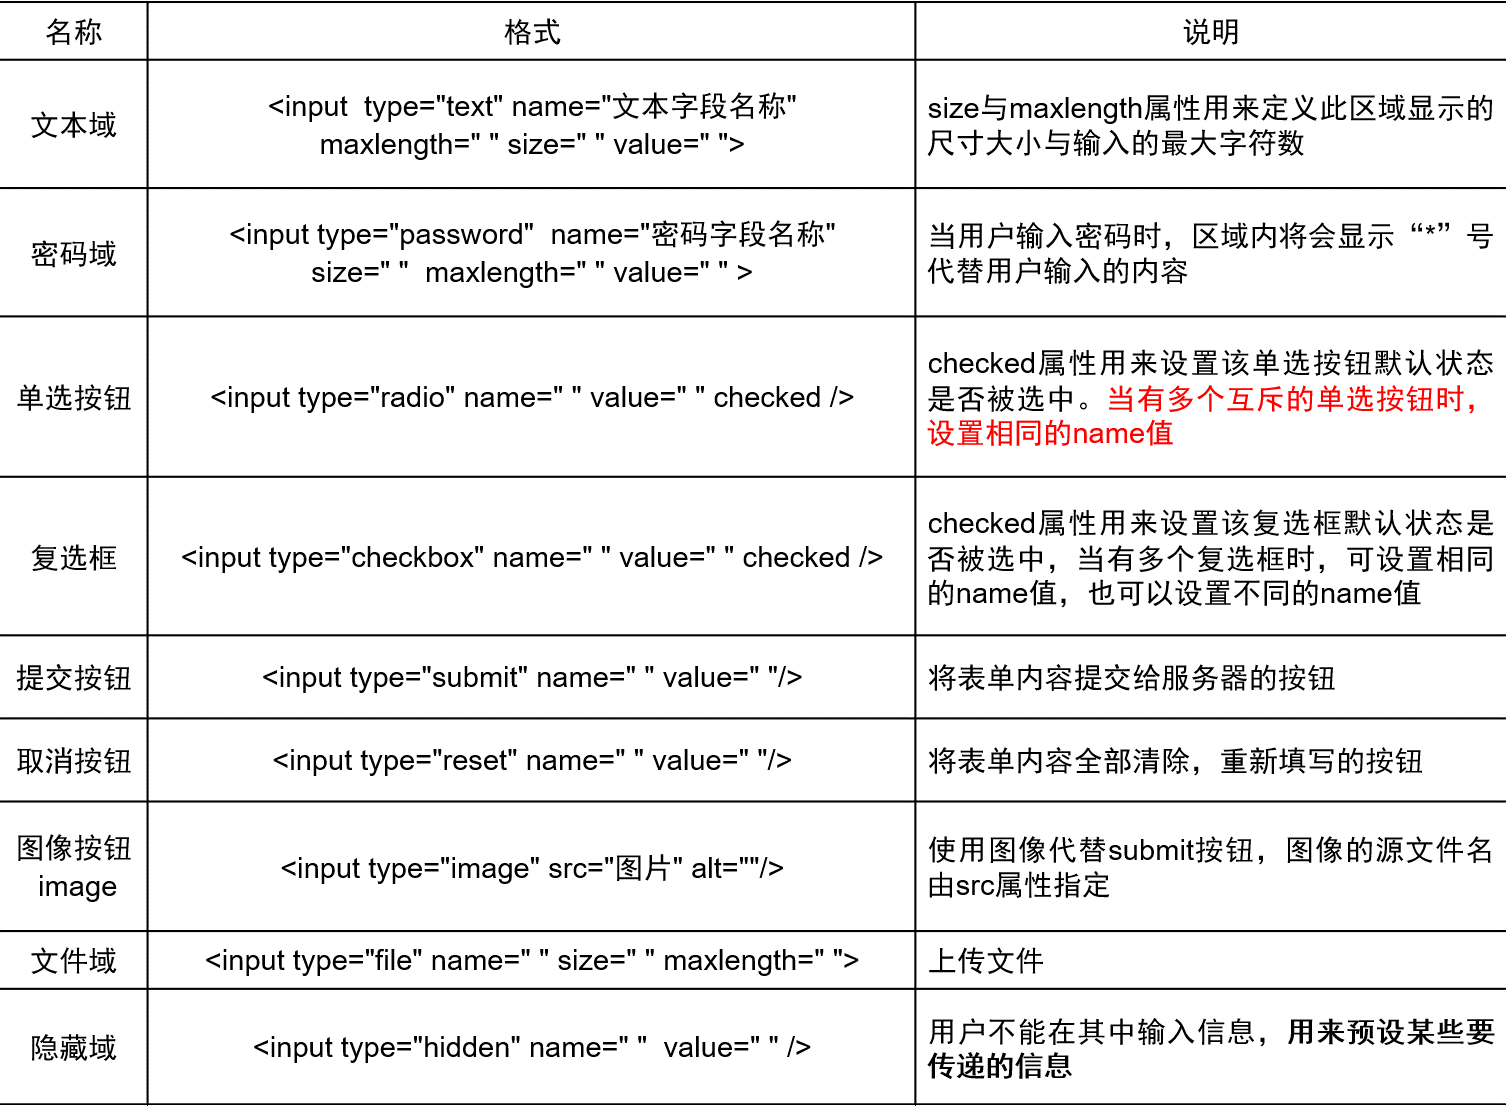 名称
格式
说明
文本域
<input  type="text" name="文本字段名称"
maxlength=" " size=" " value=" ">
size与maxlength属性用来定义此区域显示的
尺寸大小与输入的最大字符数
密码域
<input type="password"  name="密码字段名称"
size=" "  maxlength=" " value=" " >
当用户输入密码时，区域内将会显示“*”号
代替用户输入的内容
单选按钮
<input type="radio" name=" " value=" " checked />
checked属性用来设置该单选按钮默认状态
是否被选中。当有多个互斥的单选按钮时，
设置相同的name值
复选框
<input type="checkbox" name=" " value=" " checked />
checked属性用来设置该复选框默认状态是
否被选中，当有多个复选框时，可设置相同
的name值，也可以设置不同的name值
提交按钮
<input type="submit" name=" " value=" "/>
将表单内容提交给服务器的按钮
取消按钮
<input type="reset" name=" " value=" "/>
将表单内容全部清除，重新填写的按钮
图像按钮
image
<input type="image" src="图片" alt=""/>
使用图像代替submit按钮，图像的源文件名
由src属性指定
文件域
<input type="file" name=" " size=" " maxlength=" ">
上传文件
隐藏域
<input type="hidden" name=" "  value=" " />
用户不能在其中输入信息，用来预设某些要
传递的信息